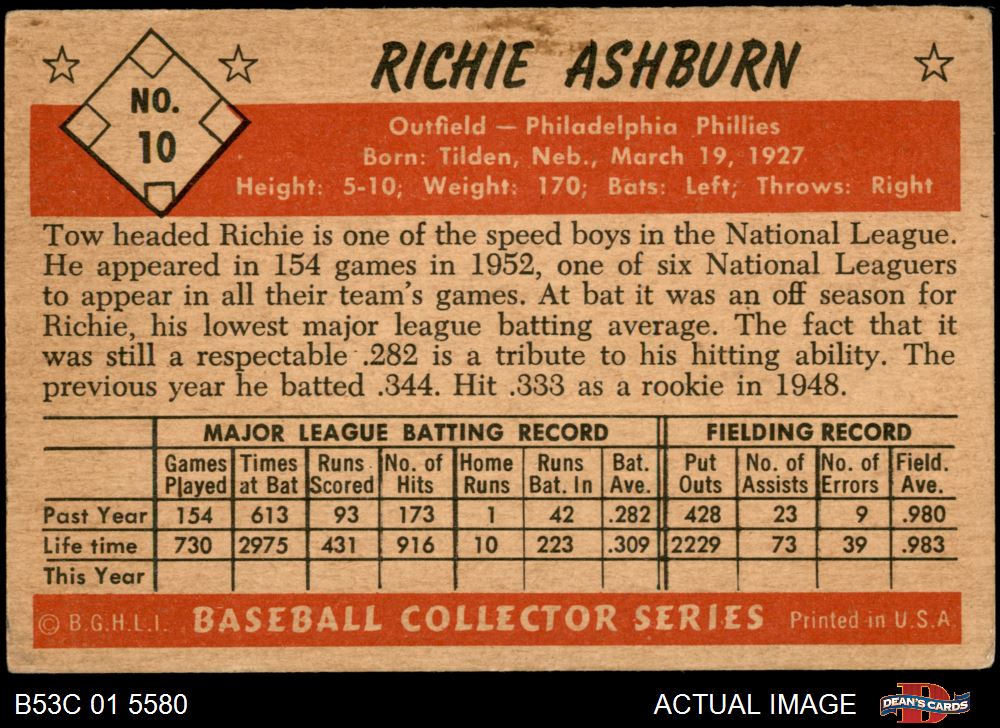 RICHIE ASHBURN
NO.
10
Outfield — Philadelphia Phillies
Born: Tilden, Neb., March 19, 1927
Height: 5-10; Weight: 170; Bats: Left; Throws: Right
Tow headed Richie is one of the speed boys in the National League.
He appeared in 154 games in 1952, one of six National Leaguers
to appear in all their team's games. At bat it was an off season for
Richie, his lowest major league batting average. The fact that it
was still a respectable .282 is a tribute to his hitting ability. The
previous year he batted .344. Hit .333 as a rookie in 1948.
MAJOR LEAGUE BATTING RECORD FIELDING RECORD
Games Times Runs No. of Home Runs Bat. Put No. of No. of Field.
Played at Bat Scored Hits Runs Bat. In Ave. Outs Assists Errors Ave.
Past Year 154 613 93 173 1 42 .282 428 23 9 .980
Life time 730 2975 431 916 10 223 .309 2229 73 39 .983
This Year
© B.G.H.L.I. BASEBALL COLLECTOR SERIES Printed in U.S.A.
B53C 01 5580 ACTUAL IMAGE DEAN'S CARDS